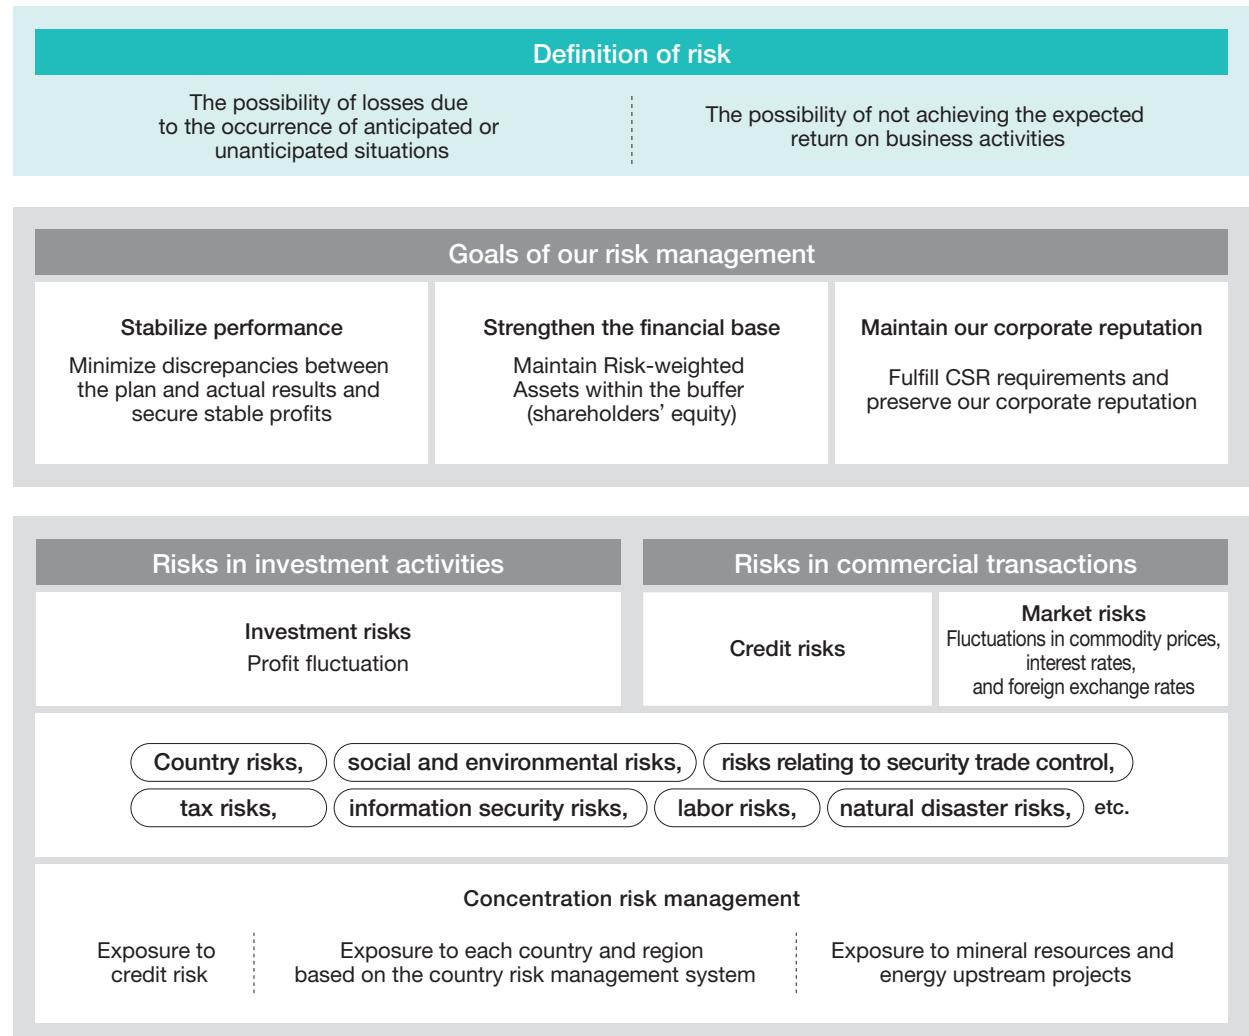 Definition of risk
The possibility of losses due
to the occurrence of anticipated or
unanticipated situations
The possibility of not achieving the expected
return on business activities
Goals of our risk management
Stabilize performance
Minimize discrepancies between
the plan and actual results and
secure stable profits
Strengthen the financial base
Maintain Risk-weighted
Assets within the buffer
(shareholders’ equity)
Maintain our corporate reputation
Fulfill CSR requirements and
preserve our corporate reputation
Risks in investment activities
Investment risks
Profit fluctuation
Risks in commercial transactions
Credit risks
Market risks
Fluctuations in commodity prices,
interest rates,
and foreign exchange rates
Country risks, social and environmental risks, risks relating to security trade control,
tax risks, information security risks, labor risks, natural disaster risks, etc.
Concentration risk management
Exposure to
credit risk
Exposure to each country and region
based on the country risk management system
Exposure to mineral resources and
energy upstream projects